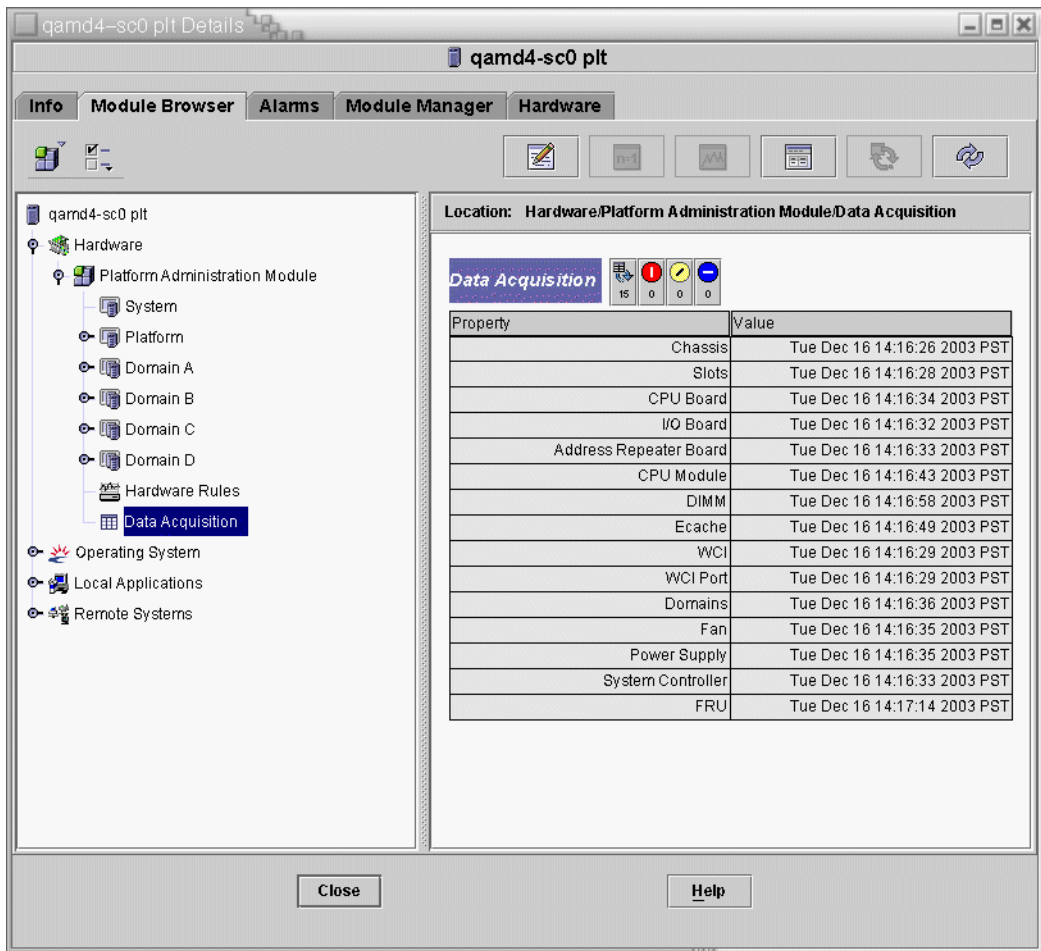 qamd4–sc0 plt Details
qamd4-sc0 plt
Info Module Browser Alarms Module Manager Hardware
n=1
qamd4-sc0 plt
Hardware
Platform Administration Module
System
Platform
Domain A
Domain B
Domain C
Domain D
Hardware Rules
Data Acquisition
Operating System
Local Applications
Remote Systems
Location: Hardware/Platform Administration Module/Data Acquisition
Data Acquisition
15 0 0 0
Property Value
Chassis Tue Dec 16 14:16:26 2003 PST
Slots Tue Dec 16 14:16:28 2003 PST
CPU Board Tue Dec 16 14:16:34 2003 PST
I/O Board Tue Dec 16 14:16:32 2003 PST
Address Repeater Board Tue Dec 16 14:16:33 2003 PST
CPU Module Tue Dec 16 14:16:43 2003 PST
DIMM Tue Dec 16 14:16:58 2003 PST
Ecache Tue Dec 16 14:16:49 2003 PST
WCI Tue Dec 16 14:16:29 2003 PST
WCI Port Tue Dec 16 14:16:29 2003 PST
Domains Tue Dec 16 14:16:36 2003 PST
Fan Tue Dec 16 14:16:35 2003 PST
Power Supply Tue Dec 16 14:16:35 2003 PST
System Controller Tue Dec 16 14:16:33 2003 PST
FRU Tue Dec 16 14:17:14 2003 PST
Close Help